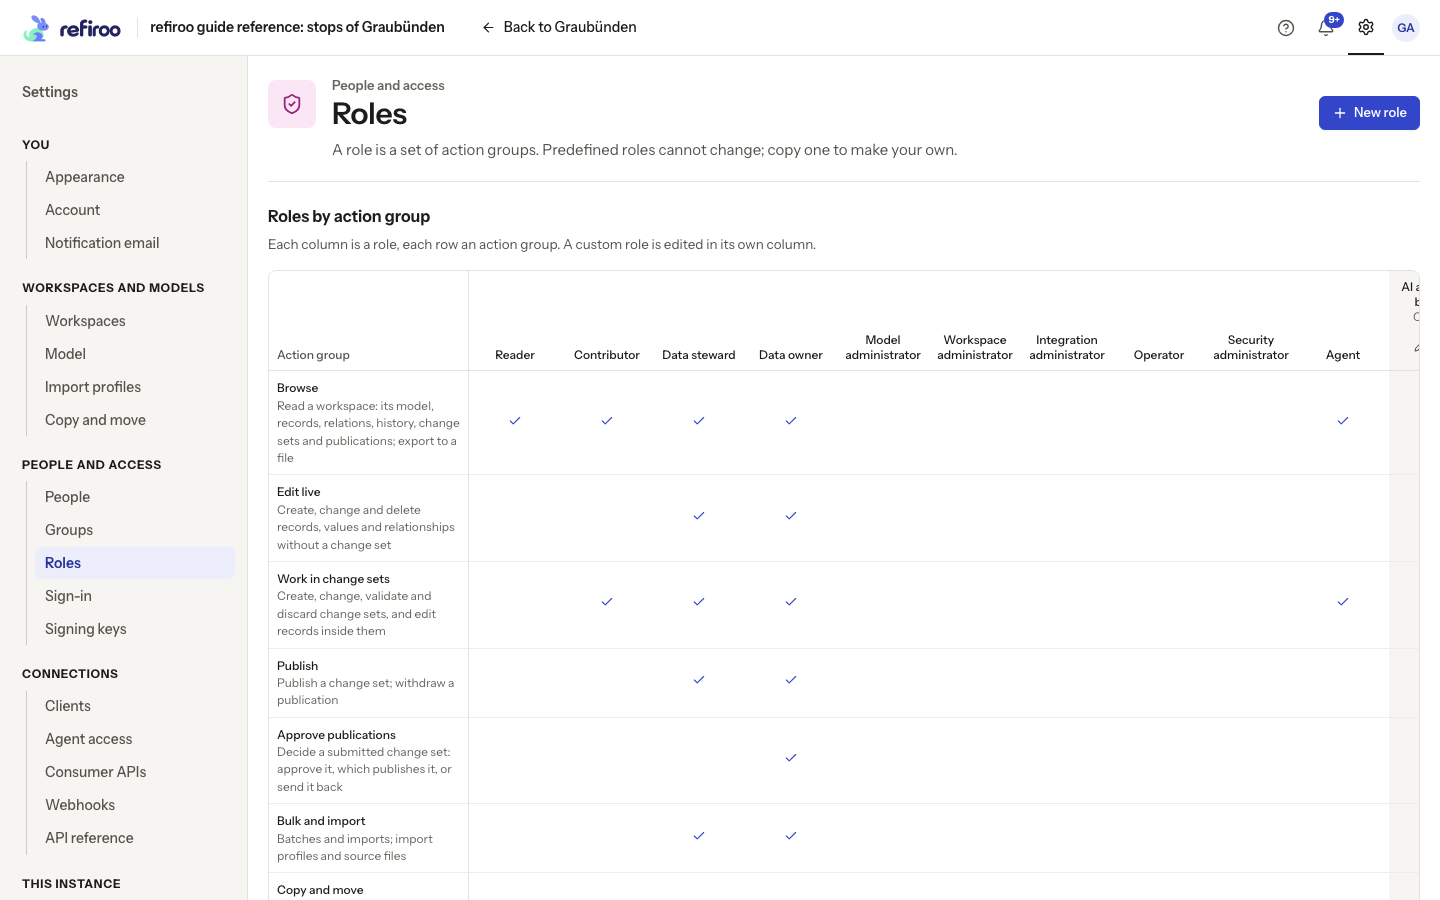 refiroo
refiroo guide reference: stops of Graubünden
Back to Graubünden
9+
GA
Settings
YOU
Appearance
Account
Notification email
WORKSPACES AND MODELS
Workspaces
Model
Import profiles
Copy and move
PEOPLE AND ACCESS
People
Groups
Roles
Sign-in
Signing keys
CONNECTIONS
Clients
Agent access
Consumer APIs
Webhooks
API reference
THIS INSTANCE
People and access
Roles
A role is a set of action groups. Predefined roles cannot change; copy one to make your own.
New role
Roles by action group
Each column is a role, each row an action group. A custom role is edited in its own column.
Action group
Reader
Contributor
Data steward
Data owner
Model
administrator
Workspace
administrator
Integration
administrator
Operator
Security
administrator
Agent
AI
Browse
Read a workspace: its model,
records, relations, history, change
sets and publications; export to a
file
Edit live
Create, change and delete
records, values and relationships
without a change set
Work in change sets
Create, change, validate and
discard change sets, and edit
records inside them
Publish
Publish a change set; withdraw a
publication
Approve publications
Decide a submitted change set:
approve it, which publishes it, or
send it back
Bulk and import
Batches and imports; import
profiles and source files
Copy and move